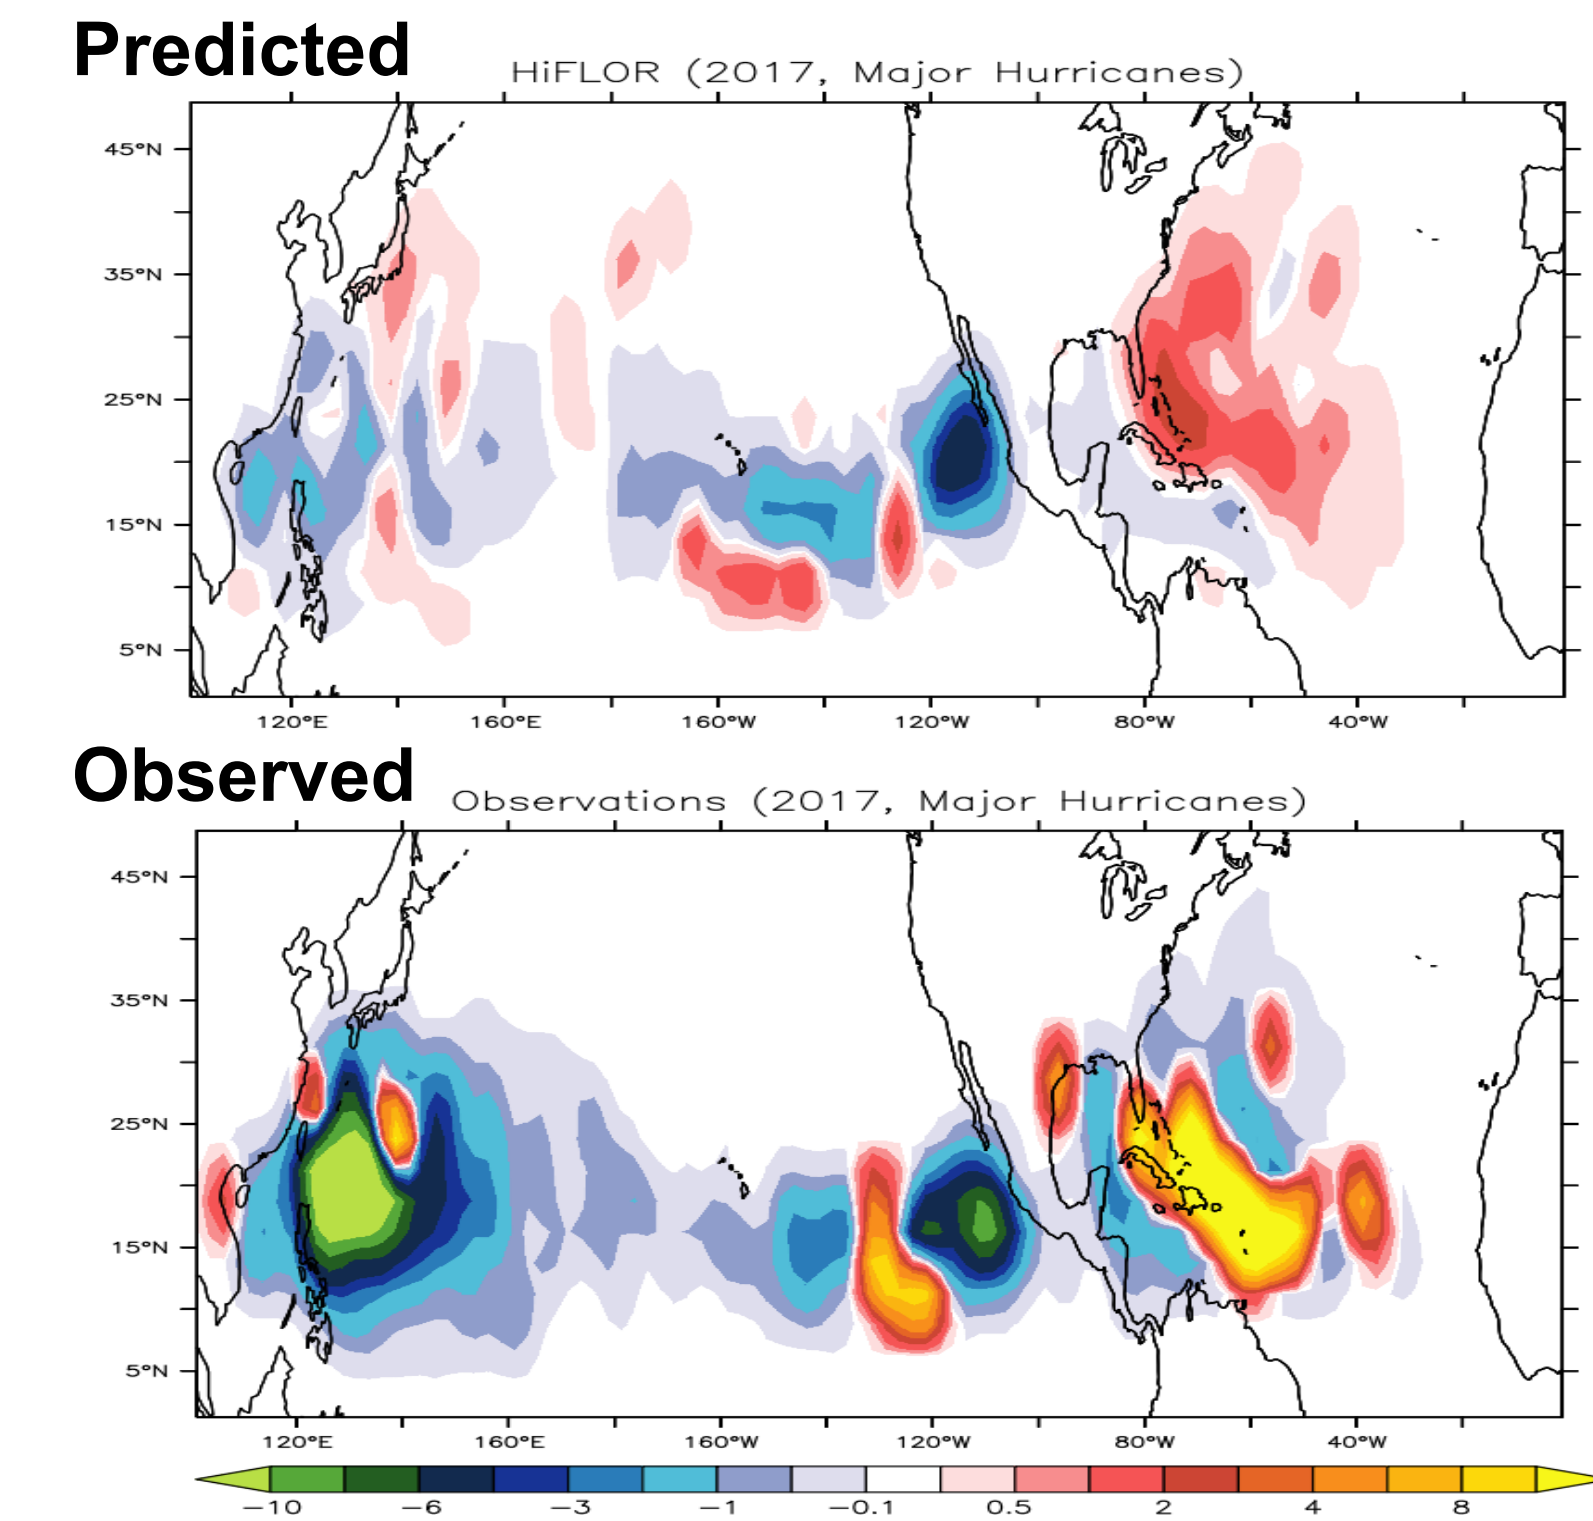 Predicted
HiFLOR (2017, Major Hurricanes)
45°N
35°N
25°N
15°N
5°N
120°E 160°E 160°W 120°W 80°W 40°W
Observed
Observations (2017, Major Hurricanes)
45°N
35°N
25°N
15°N
5°N
120°E 160°E 160°W 120°W 80°W 40°W
−10 −6 −3 −1 −0.1 0.5 2 4 8